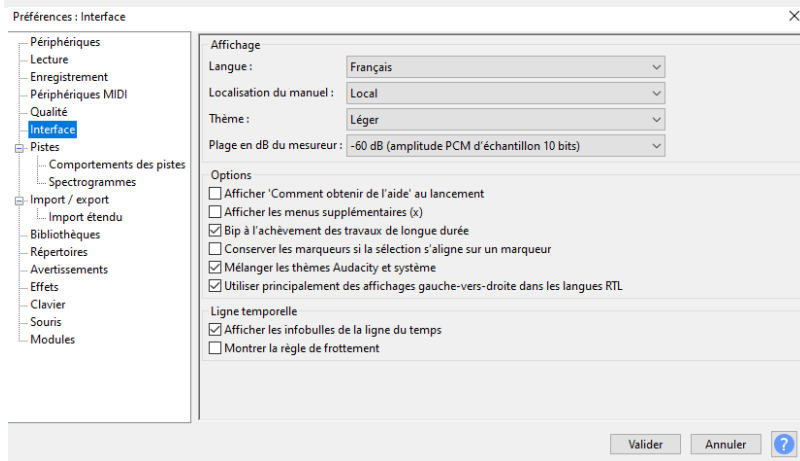 Préférences : Interface
Périphériques
Lecture
Enregistrement
Périphériques MIDI
Qualité
Interface
Pistes
Comportements des pistes
Spectrogrammes
Import / export
Import étendu
Bibliothèques
Répertoires
Avertissements
Effets
Clavier
Souris
Modules
Affichage
Langue : Français
Localisation du manuel : Local
Thème : Léger
Plage en dB du mesureur : -60 dB (amplitude PCM d'échantillon 10 bits)
Options
Afficher 'Comment obtenir de l'aide' au lancement
Afficher les menus supplémentaires (x)
Bip à l'achèvement des travaux de longue durée
Conserver les marqueurs si la sélection s'aligne sur un marqueur
Mélanger les thèmes Audacity et système
Utiliser principalement des affichages gauche-vers-droite dans les langues RTL
Ligne temporelle
Afficher les infobulles de la ligne du temps
Montrer la règle de frottement
Valider Annuler ?